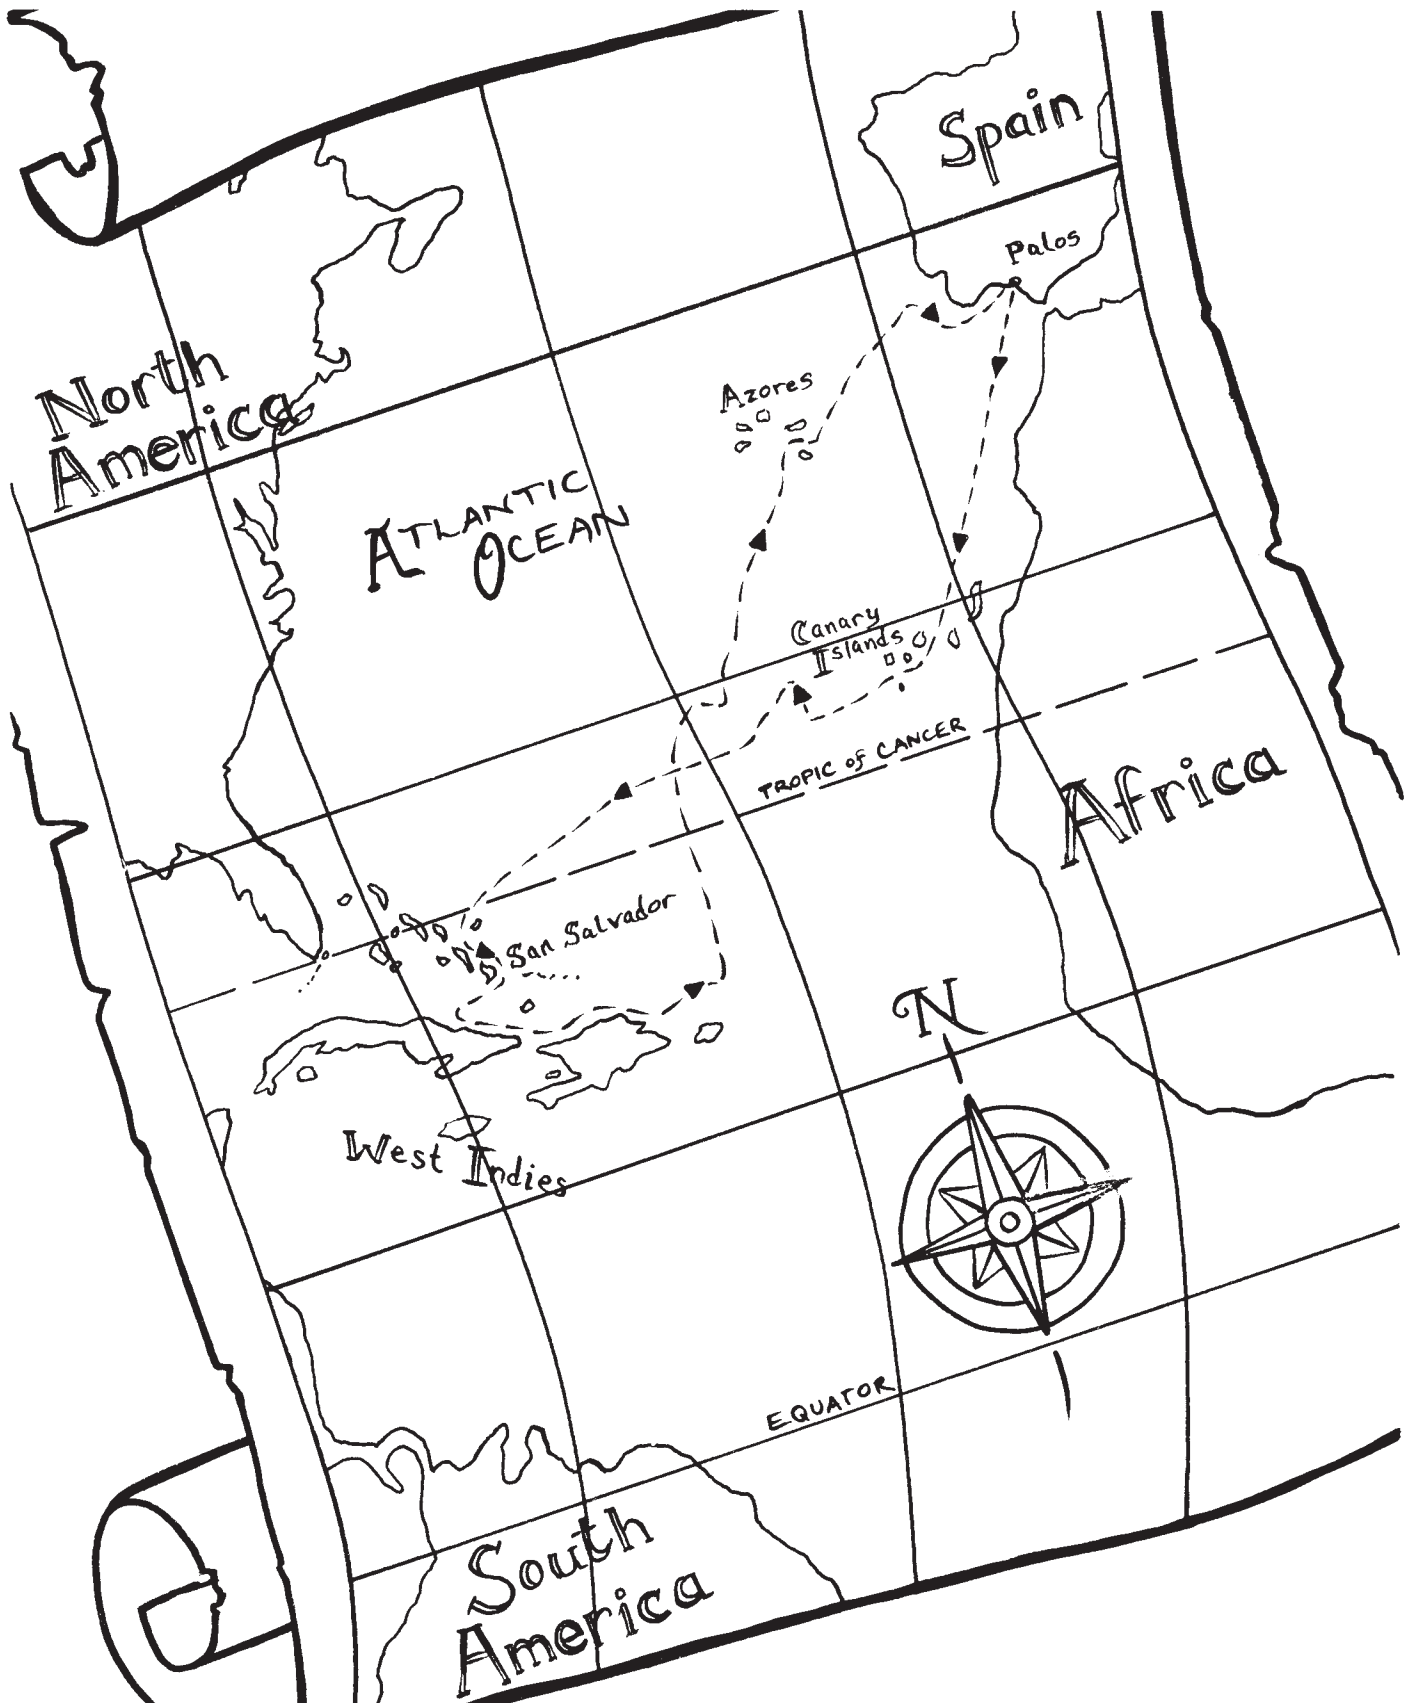 Spain
Palos
North
America
Azores
ATLANTIC
OCEAN
Canary
Islands
TROPIC of CANCER
Africa
San Salvador
N
West Indies
EQUATOR
South
America